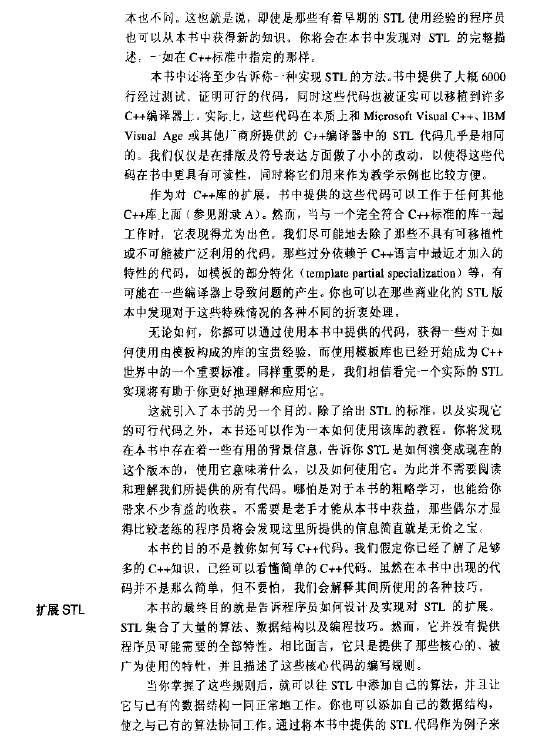 本也不同。这也就是说，即使是那些有着早期的 STL 使用经验的程序员
也可以从本书中获得新的知识。你将会在本书中发现对 STL 的完整描
述，一如在 C++标准中指定的那样。
本书中还将至少告诉你一种实现 STL 的方法。书中提供了大概 6000
行经过测试、证明可行的代码，同时这些代码也被证实可以移植到许多
C++编译器上。实际上，这些代码在本质上和 Microsoft Visual C++、IBM
Visual Age 或其他厂商所提供的 C++编译器中的 STL 代码几乎是相同
的。我们仅仅是在排版及符号表达方面做了小小的改动，以使得这些代
码在书中更具有可读性，同时将它们用来作为教学示例也比较方便。
作为对 C++库的扩展，书中提供的这些代码可以工作于任何其他
C++库上面（参见附录 A）。然而，当与一个完全符合 C++标准的库一起
工作时，它表现得尤为出色。我们尽可能地去除了那些不具有可移植性
或不可能被广泛利用的代码。那些过分依赖于 C++语言中最近才加入的
特性的代码，如模板的部分特化（template partial specialization）等，有
可能在一些编译器上导致问题的产生。你也可以在那些商业化的 STL 版
本中发现对于这些特殊情况的各种不同的折衷处理。
无论如何，你都可以通过使用本书中提供的代码，获得一些对于如
何使用由模板构成的库的宝贵经验，而使用模板库也已经开始成为 C++
世界中的一个重要标准。同样重要的是，我们相信看完一个实际的 STL
实现将有助于你更好地理解和应用它。
这就引入了本书的另一个目的。除了给出 STL 的标准，以及实现它
的可行代码之外，本书还可以作为一本如何使用该库的教程。你将发现
在本书中存在着一些有用的背景信息，告诉你 STL 是如何演变成现在的
这个版本的，使用它意味着什么，以及如何使用它。为此并不需要阅读
和理解我们所提供的所有代码。哪怕是对于本书的粗略学习，也能给你
带来不少有益的收获。不需要是老手才能从本书中获益，那些偶尔才显
得比较老练的程序员将会发现这里所提供的信息简直就是无价之宝。
本书的目的不是教你如何写 C++代码。我们假定你已经了解了足够
多的 C++知识，已经可以看懂简单的 C++代码。虽然在本书中出现的代
码并不是那么简单，但不要怕，我们会解释其间所使用的各种技巧。
扩展 STL
本书的最终目的就是告诉程序员如何设计及实现对 STL 的扩展。
STL 集合了大量的算法、数据结构以及编程技巧。然而，它并没有提供
程序员可能需要的全部特性。相比而言，它只是提供了那些核心的、被
广为使用的特性，并且描述了这些核心代码的编写规则。
当你掌握了这些规则后，就可以往 STL 中添加自己的算法，并且让
它与已有的数据结构一同正常地工作。你也可以添加自己的数据结构，
使之与已有的算法协同工作。通过将本书中提供的 STL 代码作为例子来